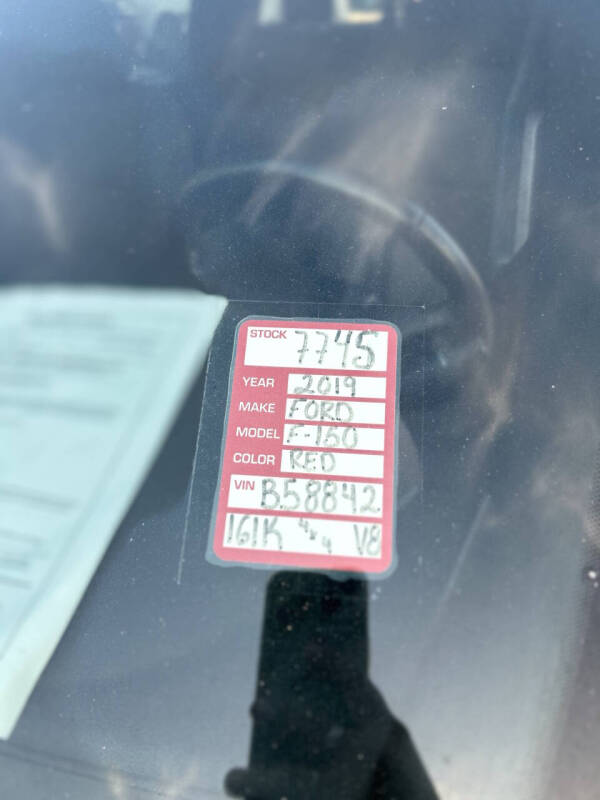 STOCK 7745
YEAR 2019
MAKE FORD
MODEL F-150
COLOR RED
VIN B58842
161K 4x4 V8